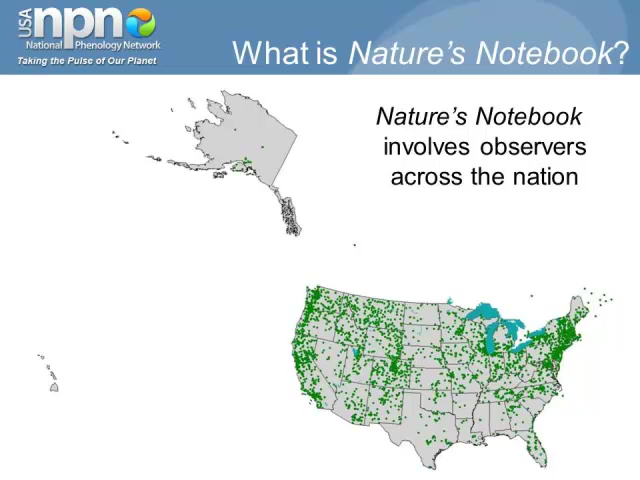 USA
npn
National Phenology Network
Taking the Pulse of Our Planet
What is Nature's Notebook?
Nature's Notebook
involves observers
across the nation